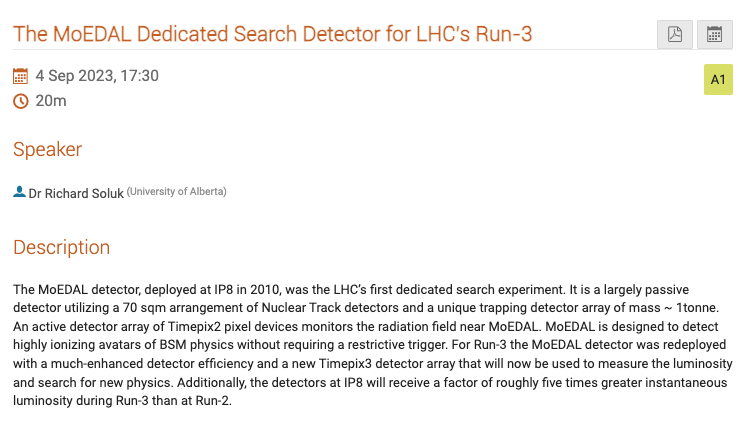 The MoEDAL Dedicated Search Detector for LHC's Run-3
4 Sep 2023, 17:30
A1
20m
Speaker
Dr Richard Soluk (University of Alberta)
Description
The MoEDAL detector, deployed at IP8 in 2010, was the LHC’s first dedicated search experiment. It is a largely passive
detector utilizing a 70 sqm arrangement of Nuclear Track detectors and a unique trapping detector array of mass ~ 1tonne.
An active detector array of Timepix2 pixel devices monitors the radiation field near MoEDAL. MoEDAL is designed to detect
highly ionizing avatars of BSM physics without requiring a restrictive trigger. For Run-3 the MoEDAL detector was redeployed
with a much-enhanced detector efficiency and a new Timepix3 detector array that will now be used to measure the luminosity
and search for new physics. Additionally, the detectors at IP8 will receive a factor of roughly five times greater instantaneous
luminosity during Run-3 than at Run-2.